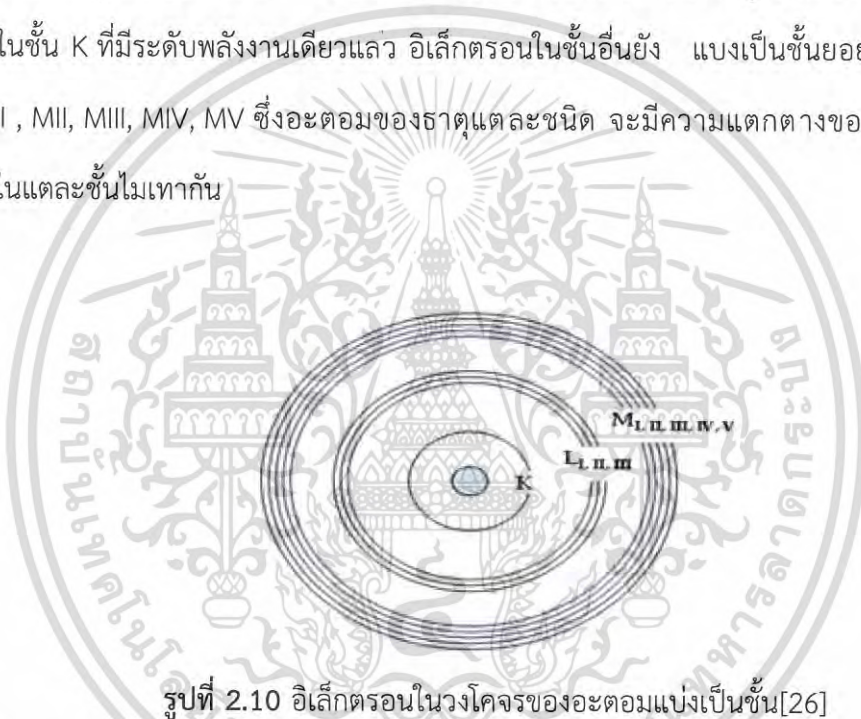 ในชั้น K ที่มีระดับพลังงานเดียวแลว อิเล็กตรอนในชั้นอื่นยัง แบงเป็นชั้นยอย
I , MII, MIII, MIV, MV ซึ่งอะตอมของธาตุแตละชนิด จะมีความแตกตางขอ
ในแตละชั้นไมเทากัน
M I, II, III, IV, V
L I, II, III
K
รูปที่ 2.10 อิเล็กตรอนในวงโคจรของอะตอมแบ่งเป็นชั้น[26]